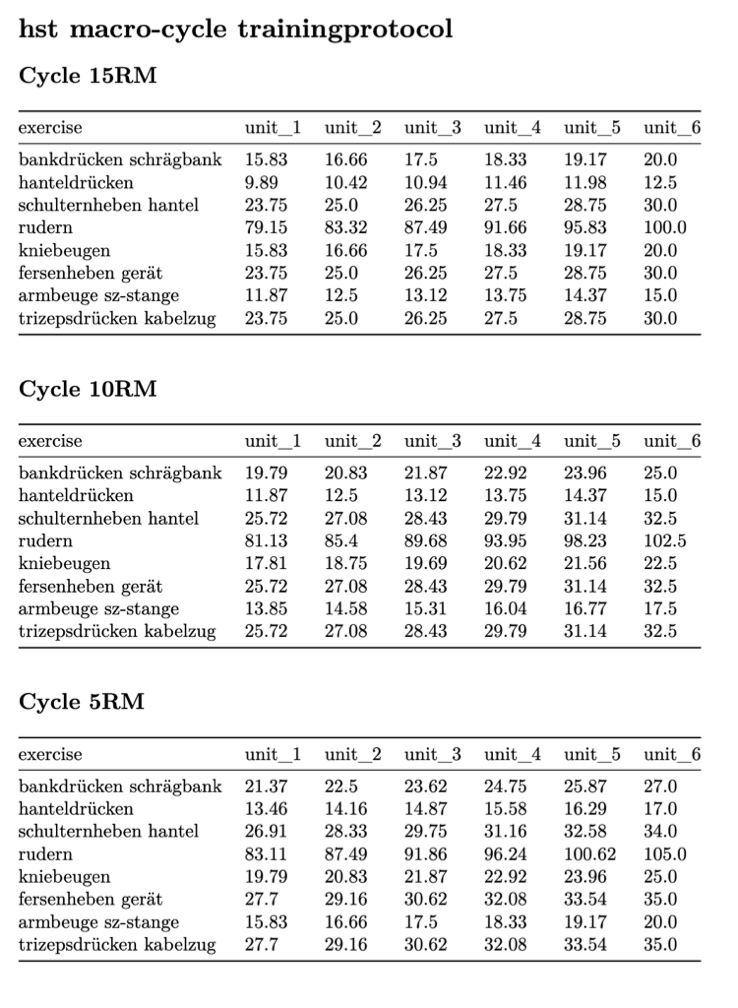 hst macro-cycle trainingprotocol
Cycle 15RM
exercise unit_1 unit_2 unit_3 unit_4 unit_5 unit_6
bankdrücken schrägbank 15.83 16.66 17.5 18.33 19.17 20.0
hanteldrücken 9.89 10.42 10.94 11.46 11.98 12.5
schulternheben hantel 23.75 25.0 26.25 27.5 28.75 30.0
rudern 79.15 83.32 87.49 91.66 95.83 100.0
kniebeugen 15.83 16.66 17.5 18.33 19.17 20.0
fersenheben gerät 23.75 25.0 26.25 27.5 28.75 30.0
armbeuge sz-stange 11.87 12.5 13.12 13.75 14.37 15.0
trizepsdrücken kabelzug 23.75 25.0 26.25 27.5 28.75 30.0
Cycle 10RM
exercise unit_1 unit_2 unit_3 unit_4 unit_5 unit_6
bankdrücken schrägbank 19.79 20.83 21.87 22.92 23.96 25.0
hanteldrücken 11.87 12.5 13.12 13.75 14.37 15.0
schulternheben hantel 25.72 27.08 28.43 29.79 31.14 32.5
rudern 81.13 85.4 89.68 93.95 98.23 102.5
kniebeugen 17.81 18.75 19.69 20.62 21.56 22.5
fersenheben gerät 25.72 27.08 28.43 29.79 31.14 32.5
armbeuge sz-stange 13.85 14.58 15.31 16.04 16.77 17.5
trizepsdrücken kabelzug 25.72 27.08 28.43 29.79 31.14 32.5
Cycle 5RM
exercise unit_1 unit_2 unit_3 unit_4 unit_5 unit_6
bankdrücken schrägbank 21.37 22.5 23.62 24.75 25.87 27.0
hanteldrücken 13.46 14.16 14.87 15.58 16.29 17.0
schulternheben hantel 26.91 28.33 29.75 31.16 32.58 34.0
rudern 83.11 87.49 91.86 96.24 100.62 105.0
kniebeugen 19.79 20.83 21.87 22.92 23.96 25.0
fersenheben gerät 27.7 29.16 30.62 32.08 33.54 35.0
armbeuge sz-stange 15.83 16.66 17.5 18.33 19.17 20.0
trizepsdrücken kabelzug 27.7 29.16 30.62 32.08 33.54 35.0